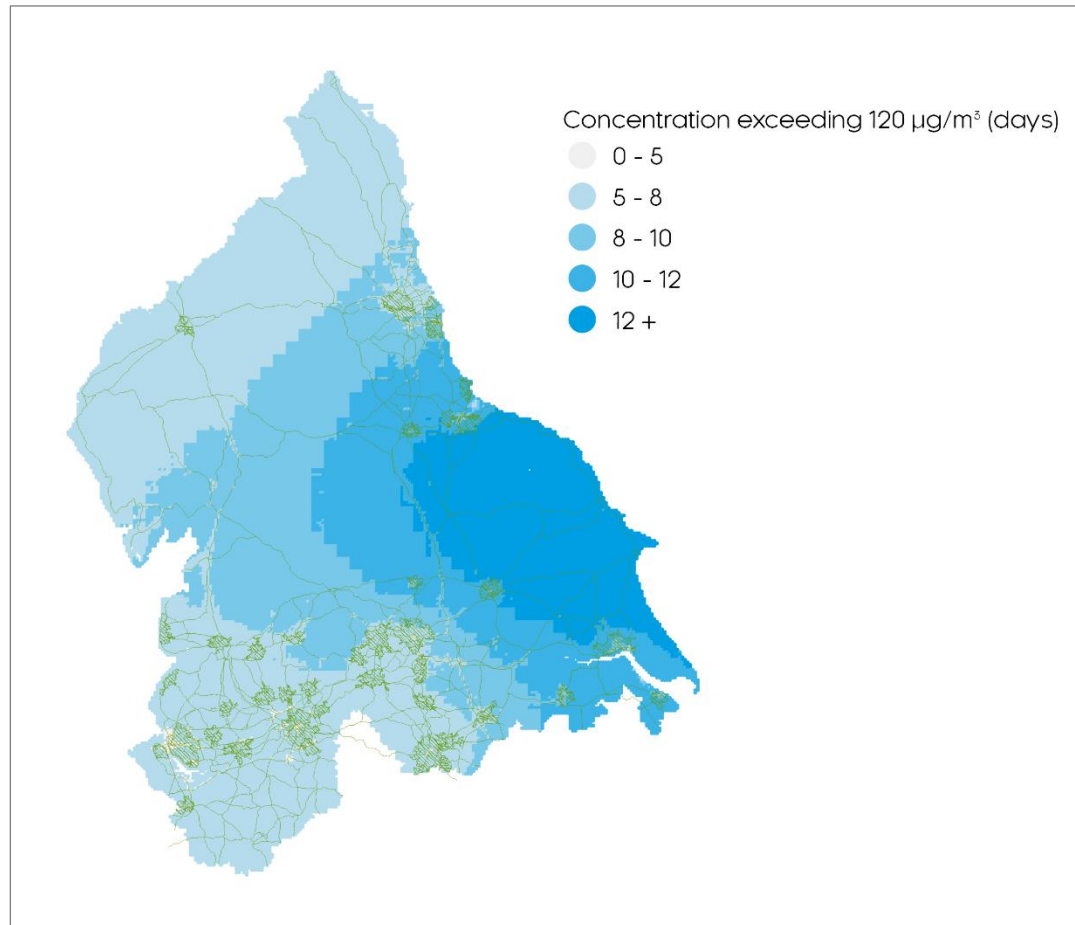 Concentration exceeding 120 µg/m³ (days)
0 - 5
5 - 8
8 - 10
10 - 12
12 +